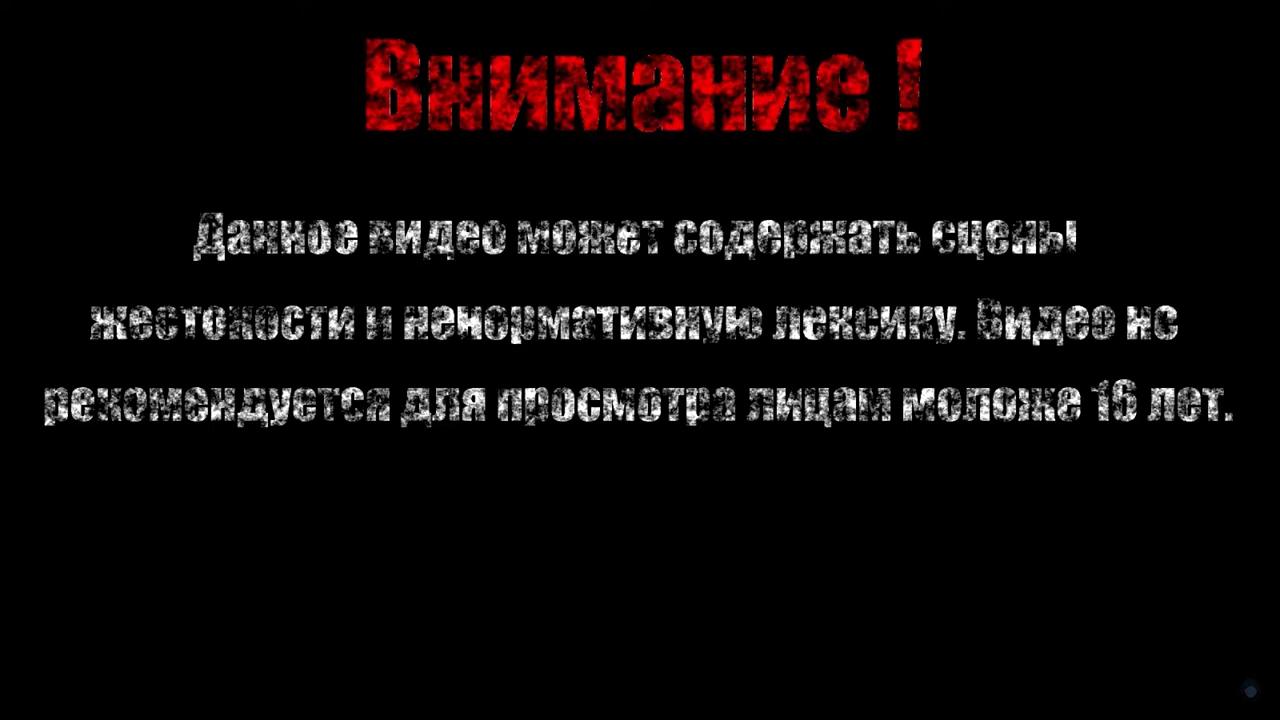 Внимание !
Данное видео может содержать сцены
жестокости и ненормативную лексику. Видео не
рекомендуется для просмотра лицам моложе 16 лет.